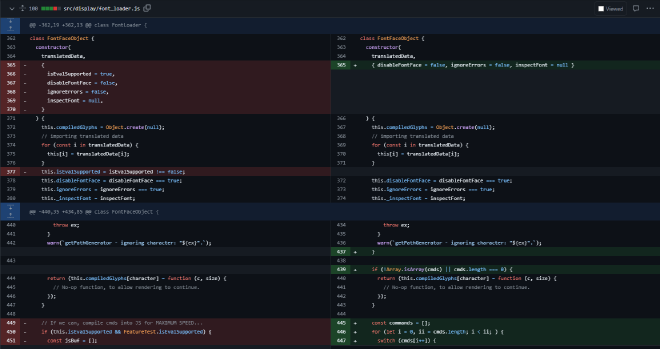 100 src/display/font_loader.js Viewed
@@ -362,19 +362,13 @@ class FontLoader {
362 class FontFaceObject {
363 constructor(
364 translatedData,
365 - {
366 - isEvalSupported = true,
367 - disableFontFace = false,
368 - ignoreErrors = false,
369 - inspectFont = null,
370 - }
371 ) {
372 this.compiledGlyphs = Object.create(null);
373 // importing translated data
374 for (const i in translatedData) {
375 this[i] = translatedData[i];
376 }
377 - this.isEvalSupported = isEvalSupported !== false;
378 this.disableFontFace = disableFontFace === true;
379 this.ignoreErrors = ignoreErrors === true;
380 this._inspectFont = inspectFont;
362 class FontFaceObject {
363 constructor(
364 translatedData,
365 + { disableFontFace = false, ignoreErrors = false, inspectFont = null }
366 ) {
367 this.compiledGlyphs = Object.create(null);
368 // importing translated data
369 for (const i in translatedData) {
370 this[i] = translatedData[i];
371 }
372 this.disableFontFace = disableFontFace === true;
373 this.ignoreErrors = ignoreErrors === true;
374 this._inspectFont = inspectFont;
@@ class FontFaceObject {
440 throw ex;
441 }
442 warn(`getPathGenerator - ignoring character: "${ex}".`);
443
444 return (this.compiledGlyphs[character] = function (c, size) {
445 // No-op function, to allow rendering to continue.
446 });
447 }
448
449 - // If we can, compile cmds into JS for MAXIMUM SPEED...
450 - if (this.isEvalSupported && FeatureTest.isEvalSupported) {
451 - const jsBuf = [];
434 throw ex;
435 }
436 warn(`getPathGenerator - ignoring character: "${ex}".`);
437 + }
438
439 + if (!Array.isArray(cmds) || cmds.length === 0) {
440 return (this.compiledGlyphs[character] = function (c, size) {
441 // No-op function, to allow rendering to continue.
442 });
443 }
444
445 + const commands = [];
446 + for (let i = 0, ii = cmds.length; i < ii; ) {
447 + switch (cmds[i++]) {